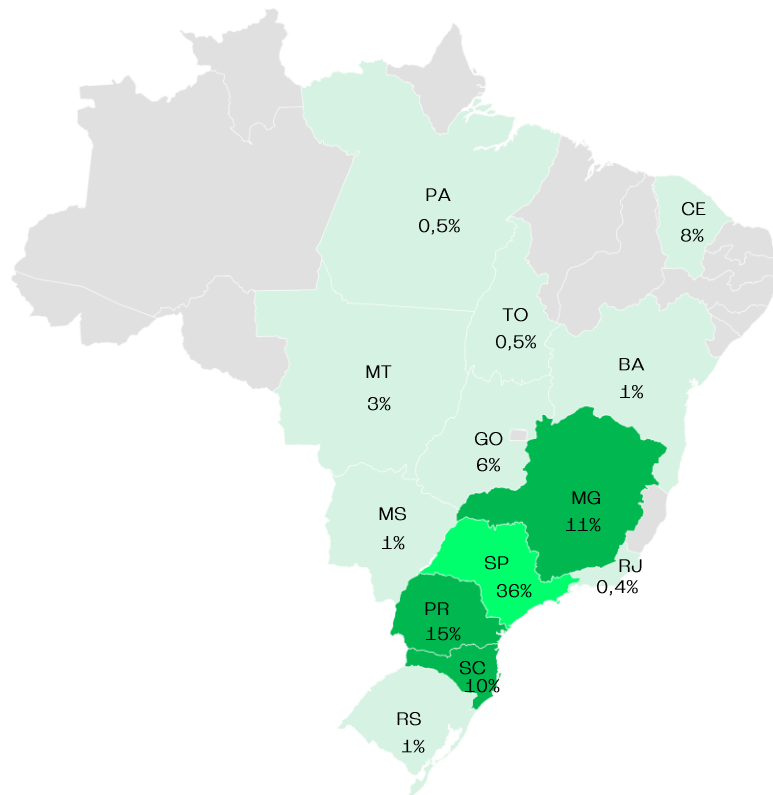 PA
0,5%
CE
8%
TO
0,5%
BA
1%
MT
3%
GO
6%
MG
11%
MS
1%
SP
36%
RJ
0,4%
PR
15%
SC
10%
RS
1%